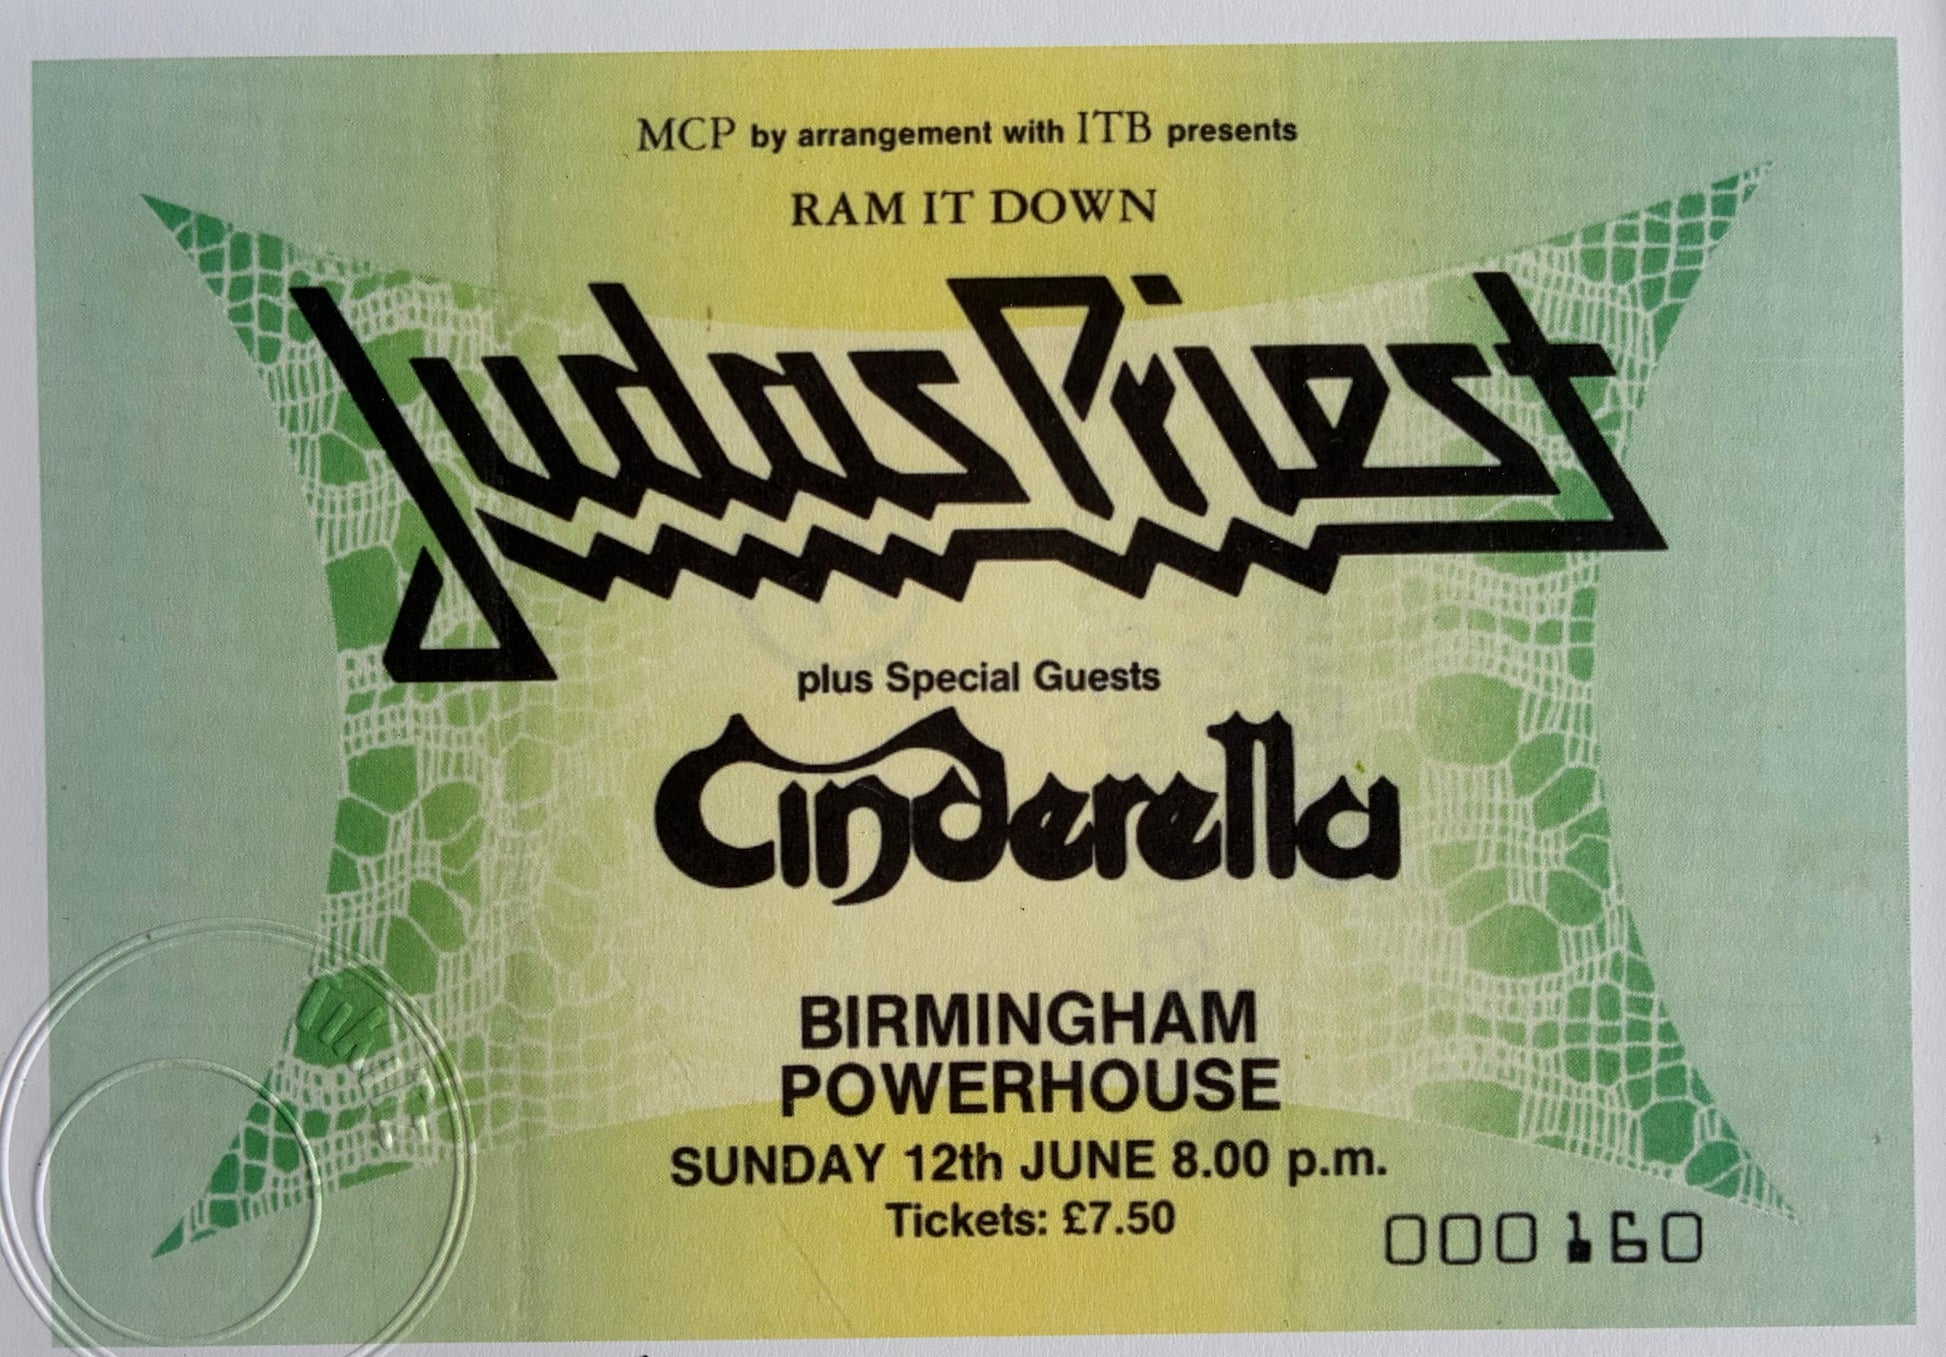 MCP by arrangement with ITB presents
RAM IT DOWN
Judas Priest
plus Special Guests
Cinderella
BIRMINGHAM
POWERHOUSE
SUNDAY 12th JUNE 8.00 p.m.
Tickets: £7.50
000160